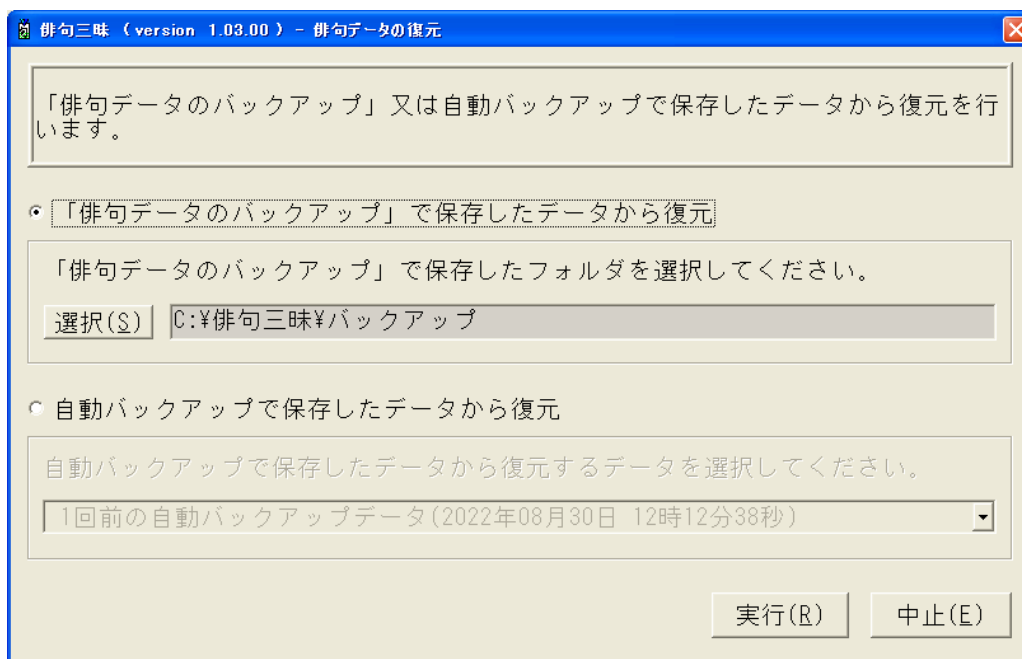 俳句三昧 （ version 1.03.00 ） - 俳句データの復元
「俳句データのバックアップ」又は自動バックアップで保存したデータから復元を行
います。
「俳句データのバックアップ」で保存したデータから復元
「俳句データのバックアップ」で保存したフォルダを選択してください。
選択(S) C:¥俳句三昧¥バックアップ
自動バックアップで保存したデータから復元
自動バックアップで保存したデータから復元するデータを選択してください。
1回前の自動バックアップデータ(2022年08月30日 12時12分38秒)
実行(R) 中止(E)